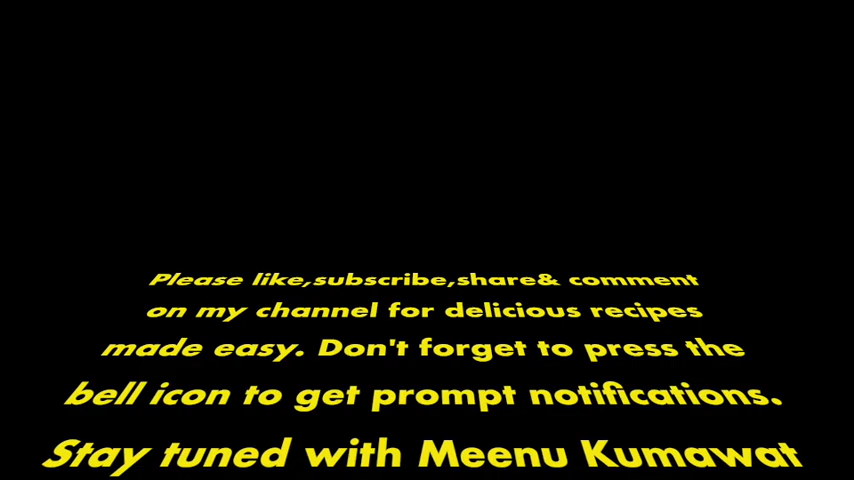 Please like,subscribe,share& comment
on my channel for delicious recipes
made easy. Don't forget to press the
bell icon to get prompt notifications.
Stay tuned with Meenu Kumawat